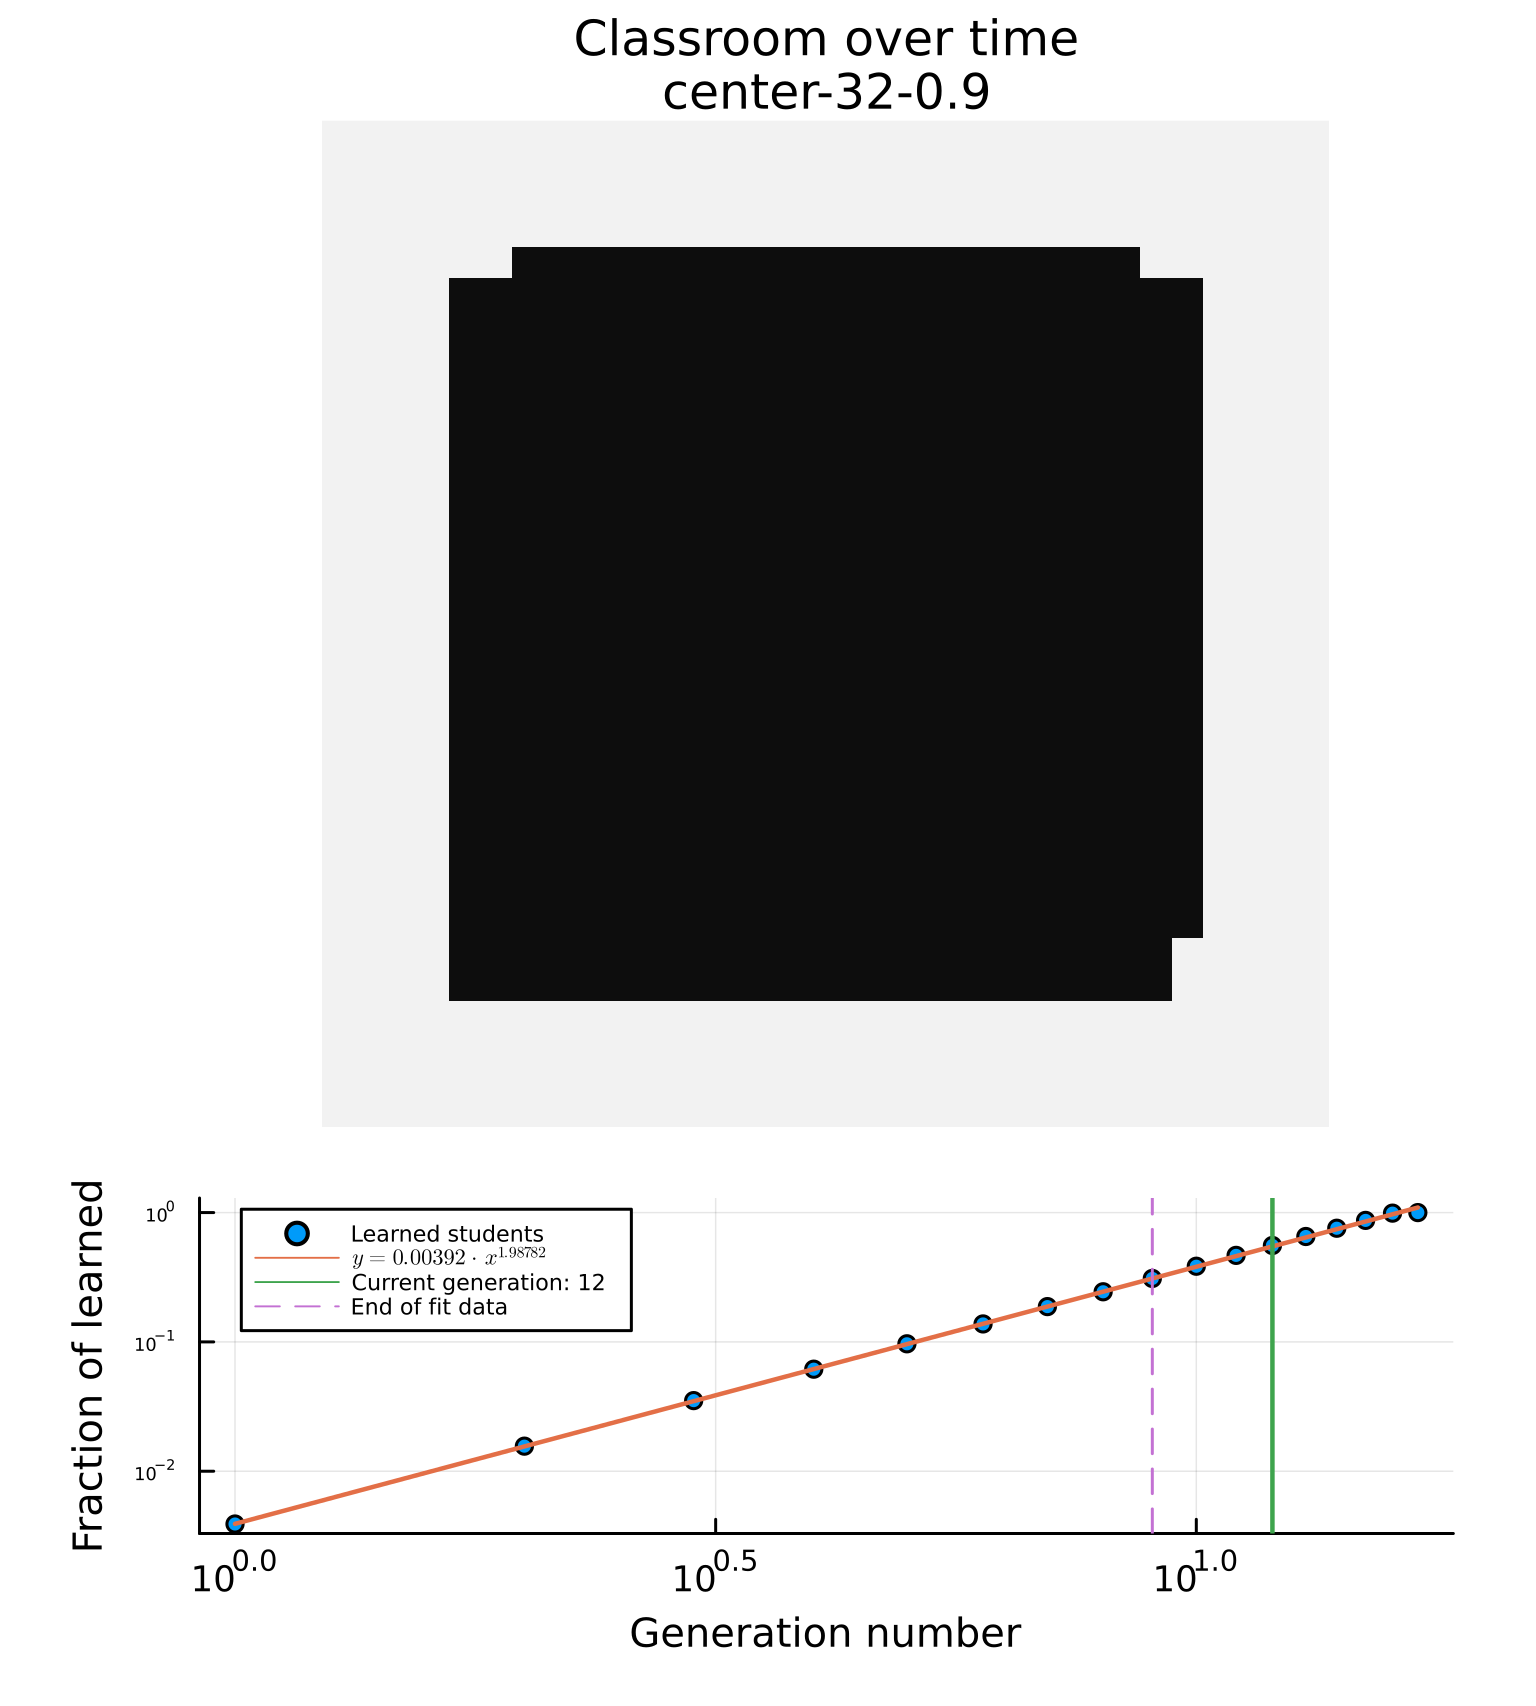 Classroom over time
center-32-0.9
Fraction of learned
10^0
10^−1
10^−2
Learned students
y = 0.00392 · x^1.98782
Current generation: 12
End of fit data
10^0.0
10^0.5
10^1.0
Generation number